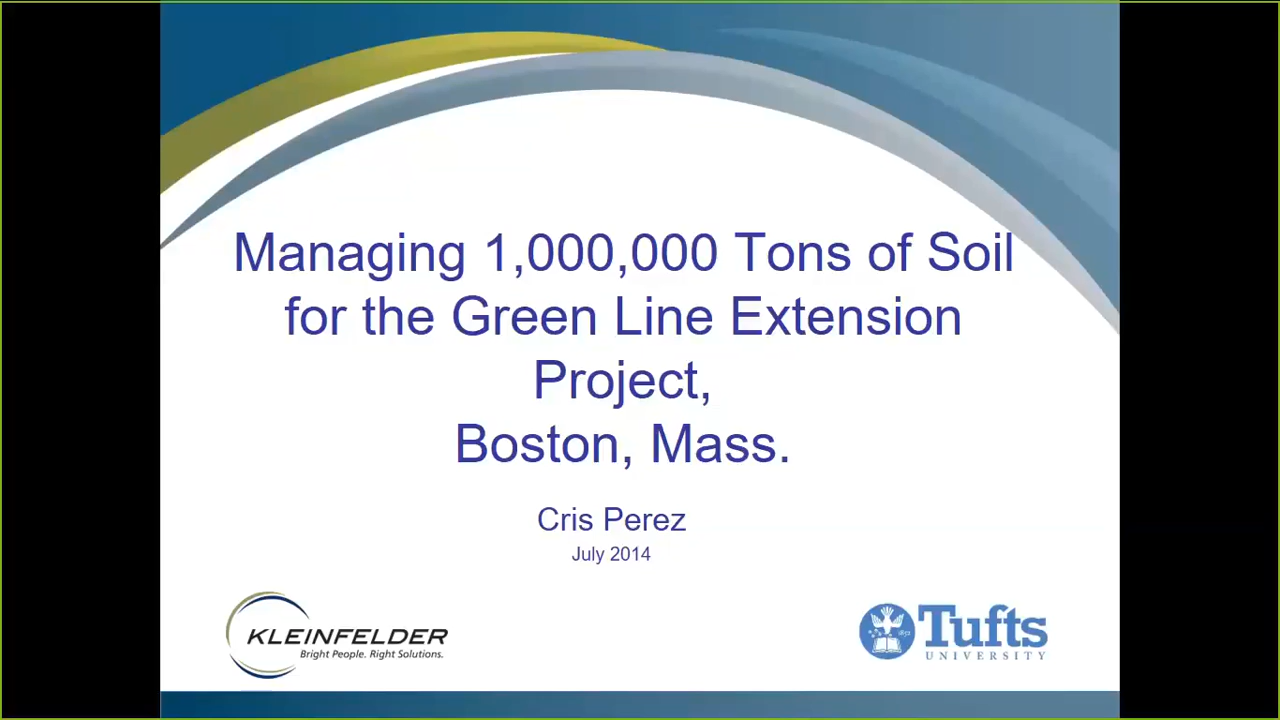 Managing 1,000,000 Tons of Soil
for the Green Line Extension
Project,
Boston, Mass.
Cris Perez
July 2014
KLEINFELDER
Bright People. Right Solutions.
Tufts
UNIVERSITY